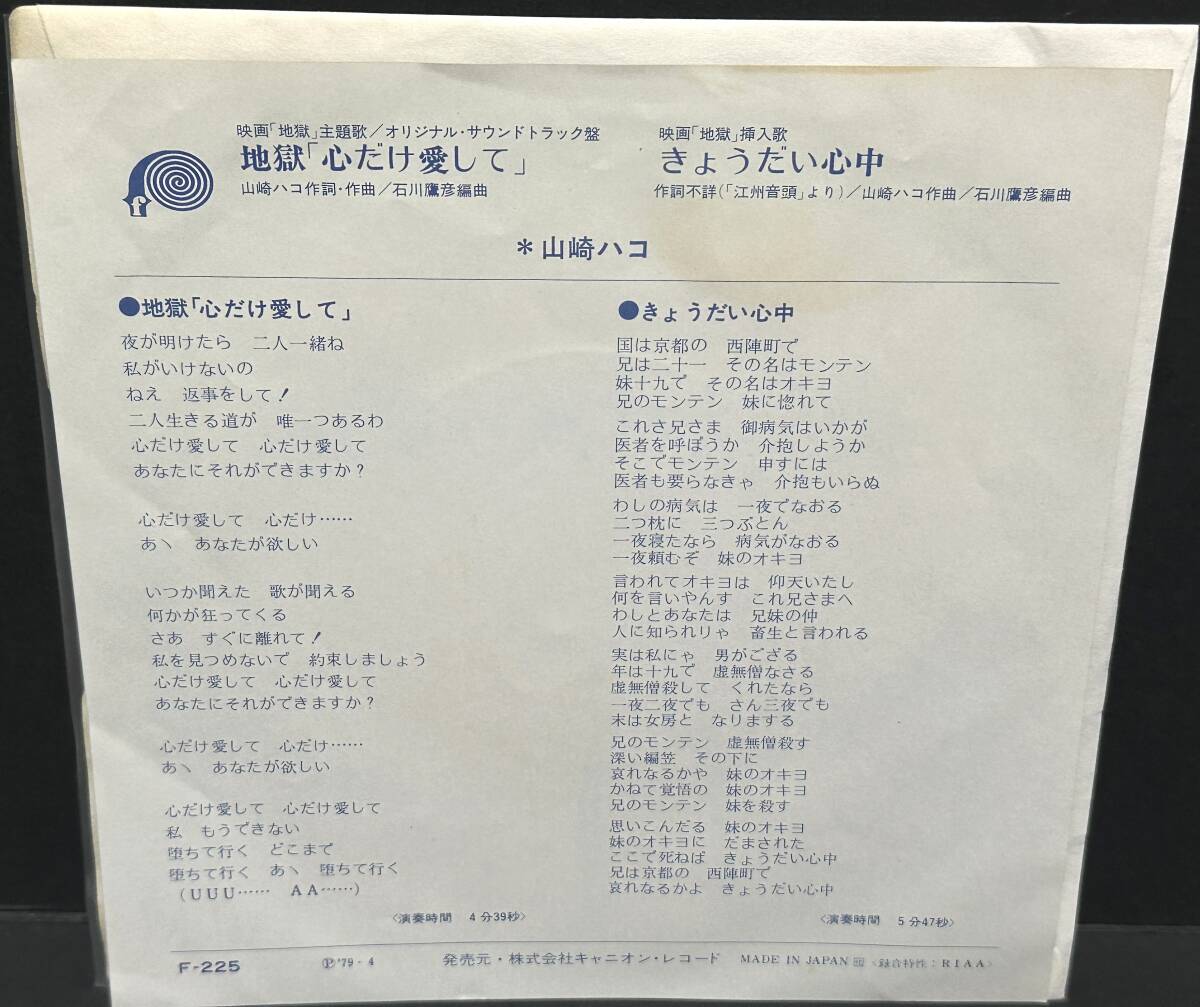 映画「地獄」主題歌／オリジナル・サウンドトラック盤
地獄「心だけ愛して」
山崎ハコ作詞・作曲／石川鷹彦編曲
映画「地獄」挿入歌
きょうだい心中
作詞不詳(「江州音頭」より)／山崎ハコ作曲／石川鷹彦編曲
f
＊山崎ハコ
●地獄「心だけ愛して」
夜が明けたら　二人一緒ね
私がいけないの
ねえ　返事をして！
二人生きる道が　唯一つあるわ
心だけ愛して　心だけ愛して
あなたにそれができますか？
心だけ愛して　心だけ……
あヽ　あなたが欲しい
いつか聞えた　歌が聞える
何かが狂ってくる
さあ　すぐに離れて！
私を見つめないで　約束しましょう
心だけ愛して　心だけ愛して
あなたにそれができますか？
心だけ愛して　心だけ……
あヽ　あなたが欲しい
心だけ愛して　心だけ愛して
私　もうできない
堕ちて行く　どこまで
堕ちて行く　あヽ　堕ちて行く
（UUU……　AA……）
〈演奏時間　4分39秒〉
●きょうだい心中
国は京都の　西陣町で
兄は二十一　その名はモンテン
妹十九で　その名はオキヨ
兄のモンテン　妹に惚れて
これさ兄さま　御病気はいかが
医者を呼ぼうか　介抱しようか
そこでモンテン　申すには
医者も要らなきゃ　介抱もいらぬ
わしの病気は　一夜でなおる
二つ枕に　三つぶとん
一夜寝たなら　病気がなおる
一夜頼むぞ　妹のオキヨ
言われてオキヨは　仰天いたし
何を言いやんす　これ兄さまへ
わしとあなたは　兄妹の仲
人に知られりゃ　畜生と言われる
実は私にゃ　男がござる
年は十九で　虚無僧なさる
虚無僧殺して　くれたなら
一夜二夜でも　さん三夜でも
末は女房と　なりまする
兄のモンテン　虚無僧殺す
深い編笠　その下に
哀れなるかや　妹のオキヨ
かねて覚悟の　妹のオキヨ
兄のモンテン　妹を殺す
思いこんだる　妹のオキヨ
妹のオキヨに　だまされた
ここで死ねば　きょうだい心中
兄は京都の　西陣町で
哀れなるかよ　きょうだい心中
〈演奏時間　5分47秒〉
F-225　Ⓟ'79・4　発売元・株式会社キャニオン・レコード　MADE IN JAPAN　〈録音特性：RIAA〉